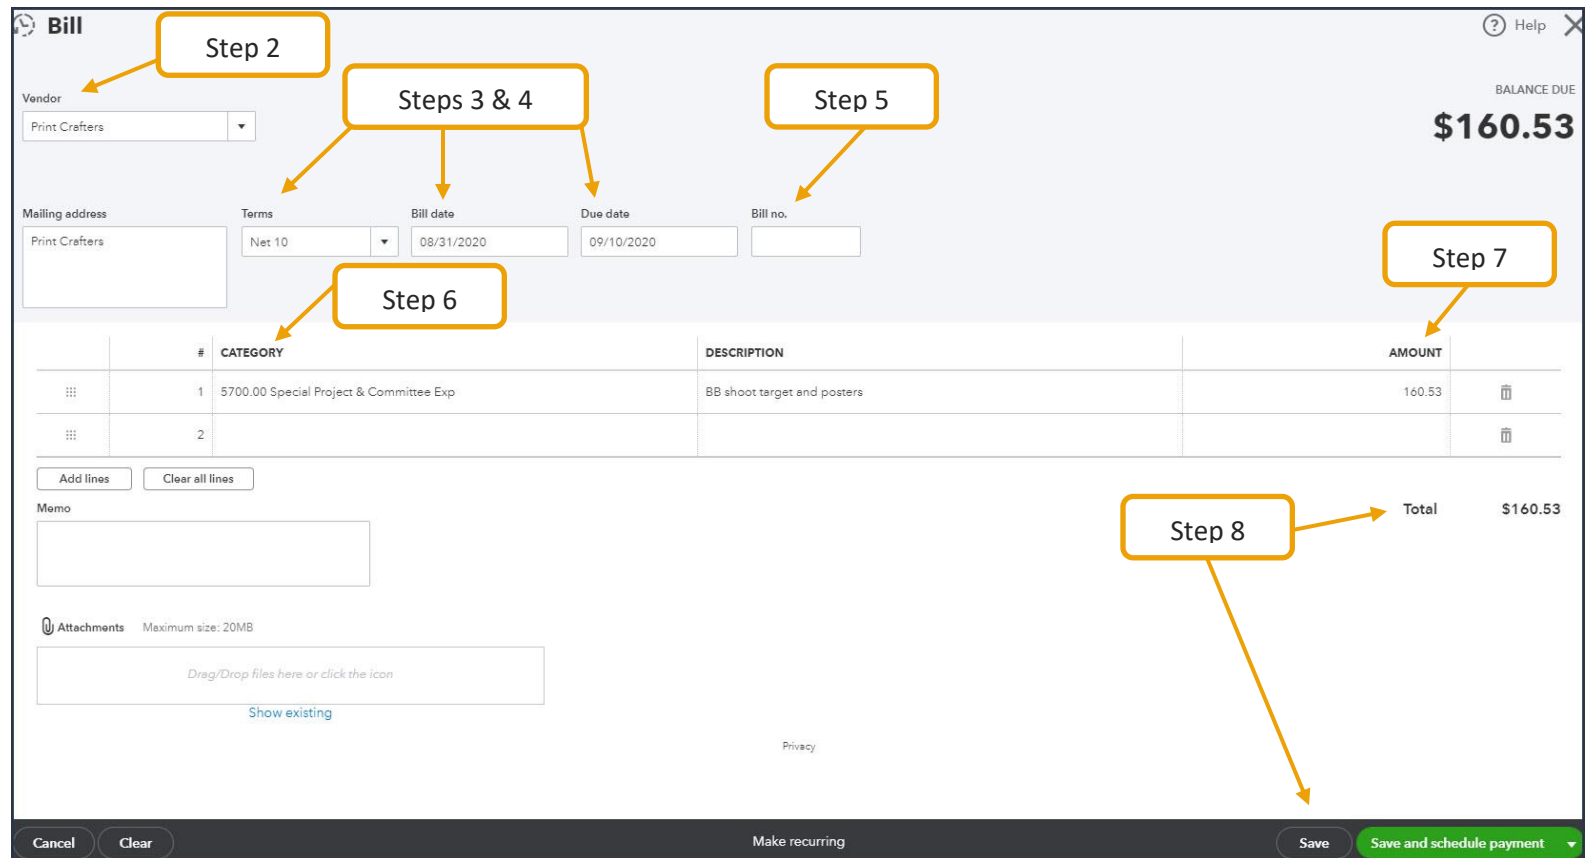 Bill
Help
Step 2
Steps 3 & 4
Step 5
Vendor
Print Crafters
BALANCE DUE
$160.53
Mailing address
Print Crafters
Terms
Net 10
Bill date
08/31/2020
Due date
09/10/2020
Bill no.
Step 6
Step 7
# CATEGORY DESCRIPTION AMOUNT
1 5700.00 Special Project & Committee Exp BB shoot target and posters 160.53
2
Add lines Clear all lines
Memo
Total $160.53
Step 8
Attachments Maximum size: 20MB
Drag/Drop files here or click the icon
Show existing
Privacy
Cancel Clear Make recurring Save Save and schedule payment